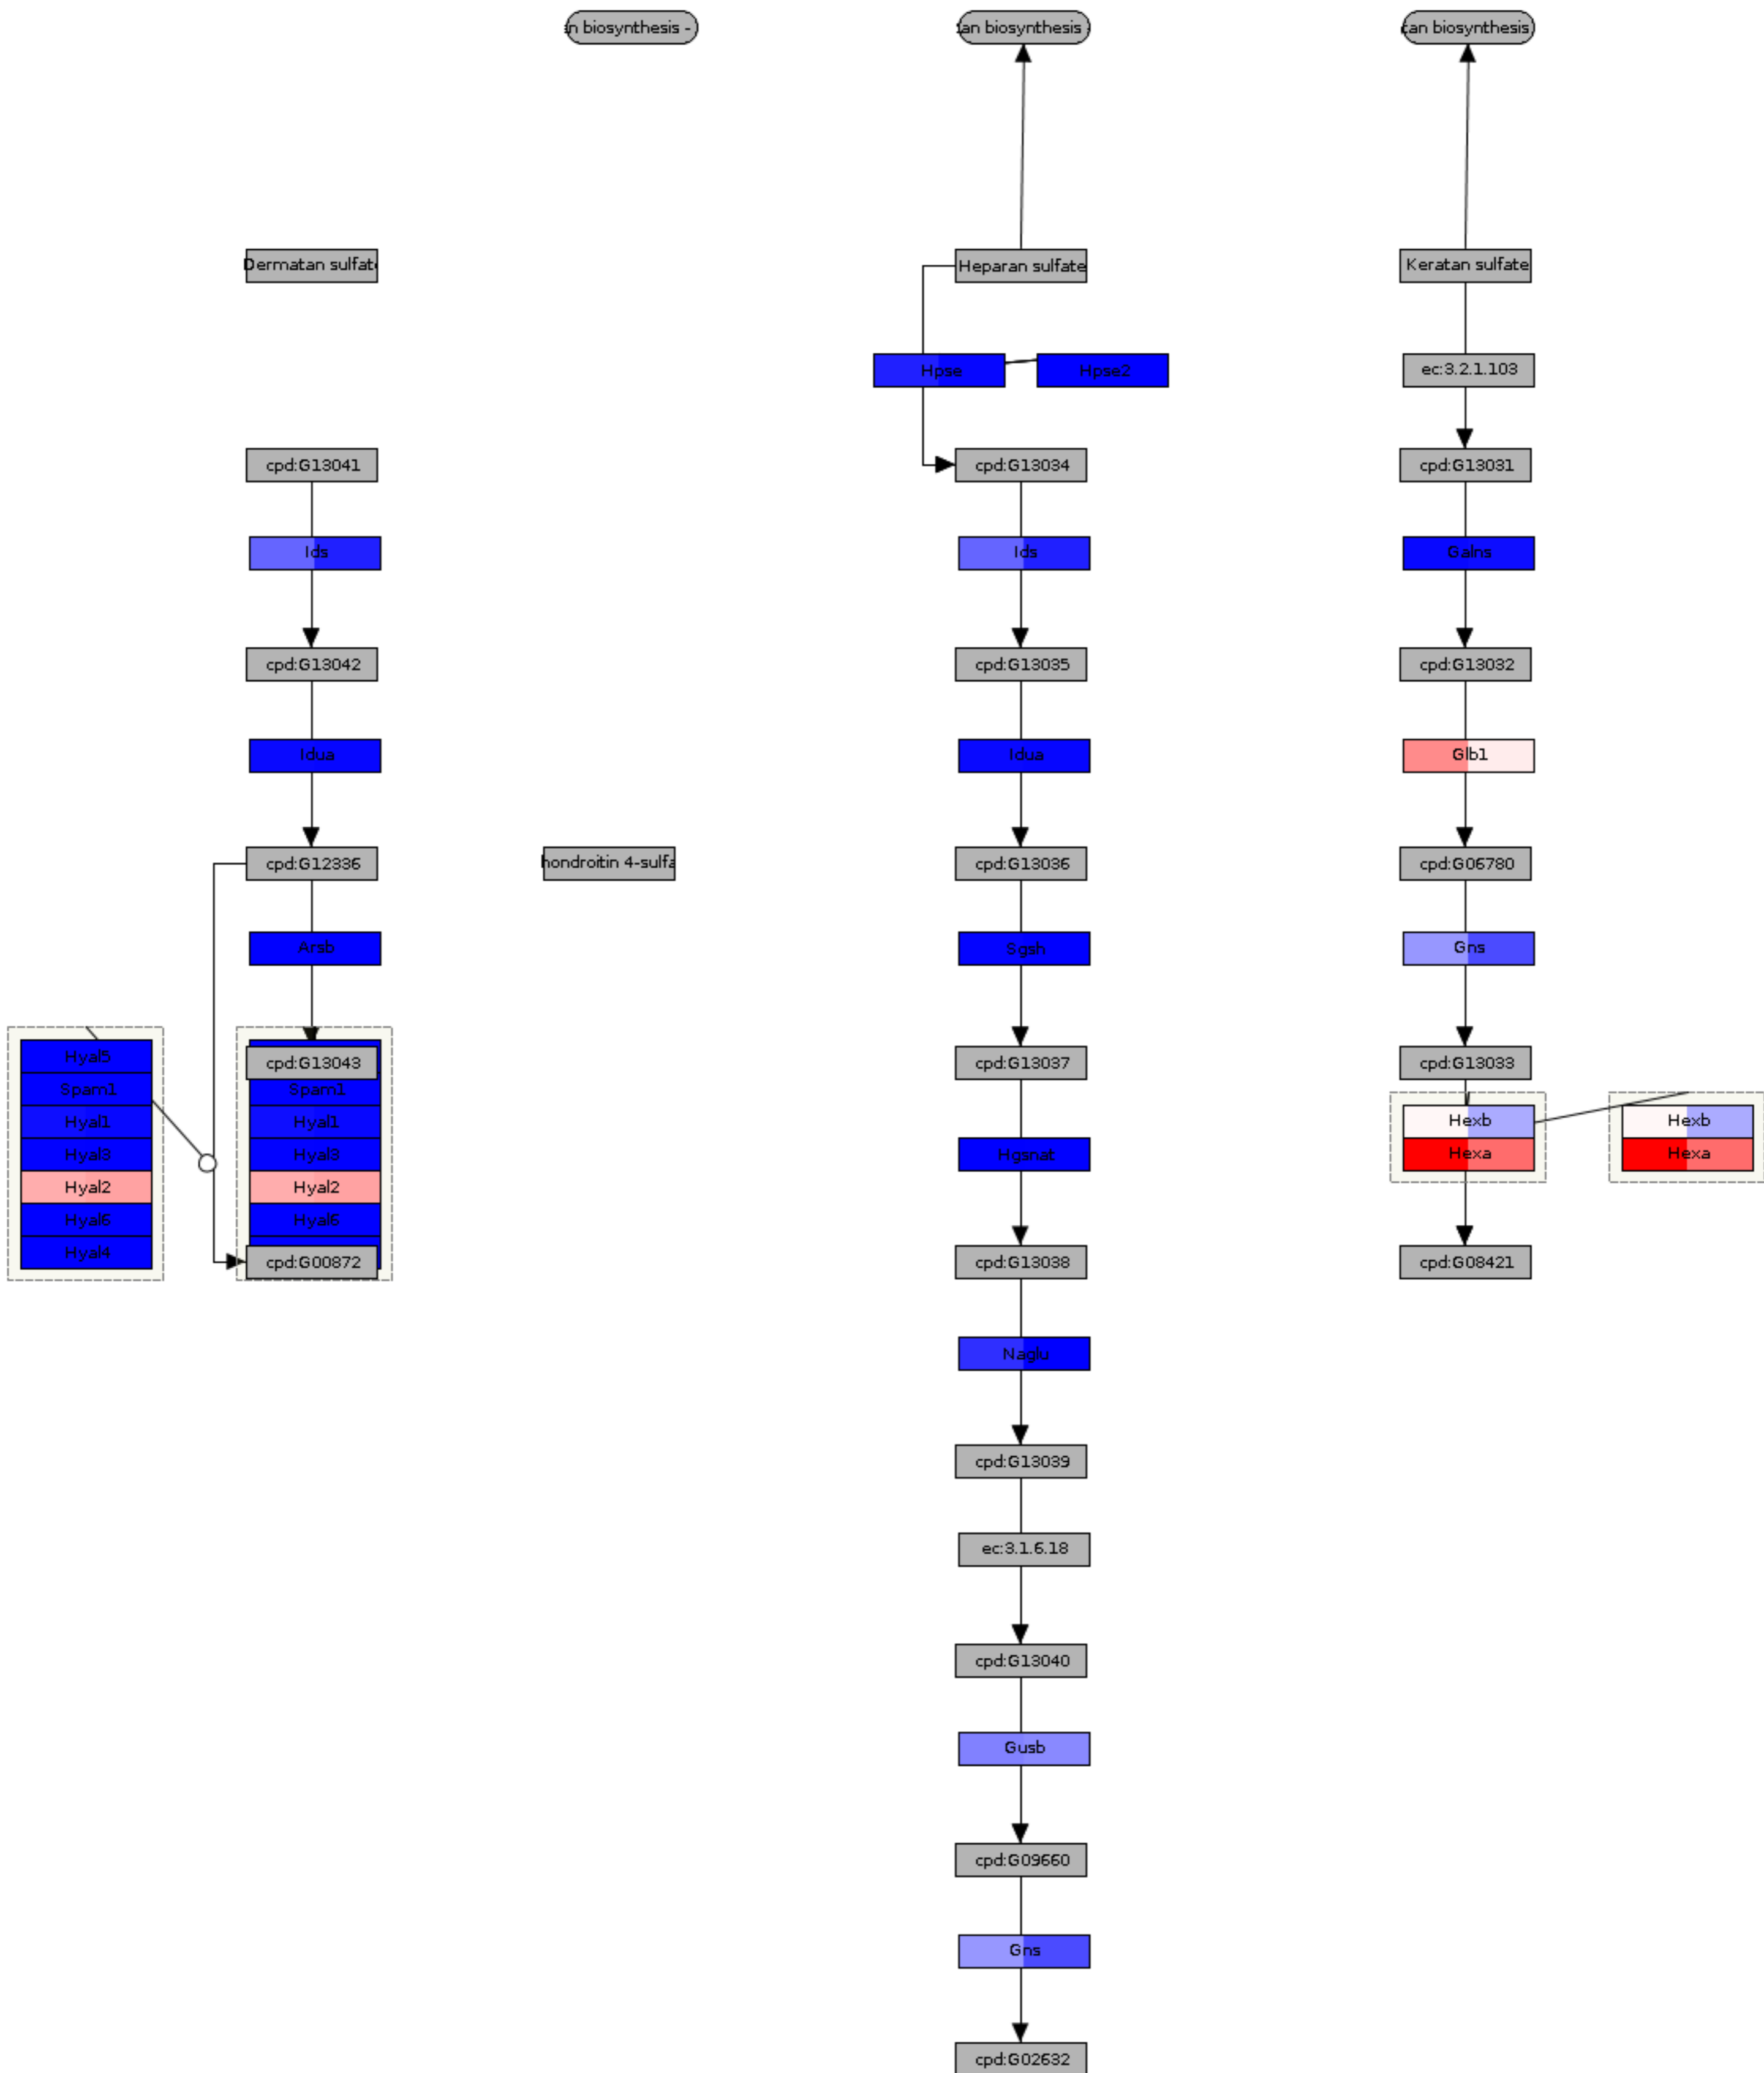 n biosynthesis -
an biosynthesis -
can biosynthesis
Dermatan sulfat
Heparan sulfate
Keratan sulfate
Hpse
Hpse2
ec:3.2.1.103
cpd:G13041
cpd:G13034
cpd:G13031
Ids
Ids
Galns
cpd:G13042
cpd:G13035
cpd:G13032
Idua
Idua
Glb1
cpd:G12336
hondroitin 4-sulfa
cpd:G13036
cpd:G06780
Arsb
Sgsh
Gns
Hyal5
cpd:G13043
cpd:G13037
cpd:G13033
Spam1
Spam1
Hyal1
Hyal1
Hexb
Hexb
Hyal3
Hyal3
Hgsnat
Hexa
Hexa
Hyal2
Hyal2
Hyal6
Hyal6
Hyal4
cpd:G00872
cpd:G13038
cpd:G08421
Naglu
cpd:G13039
ec:3.1.6.18
cpd:G13040
Gusb
cpd:G09660
Gns
cpd:G02632